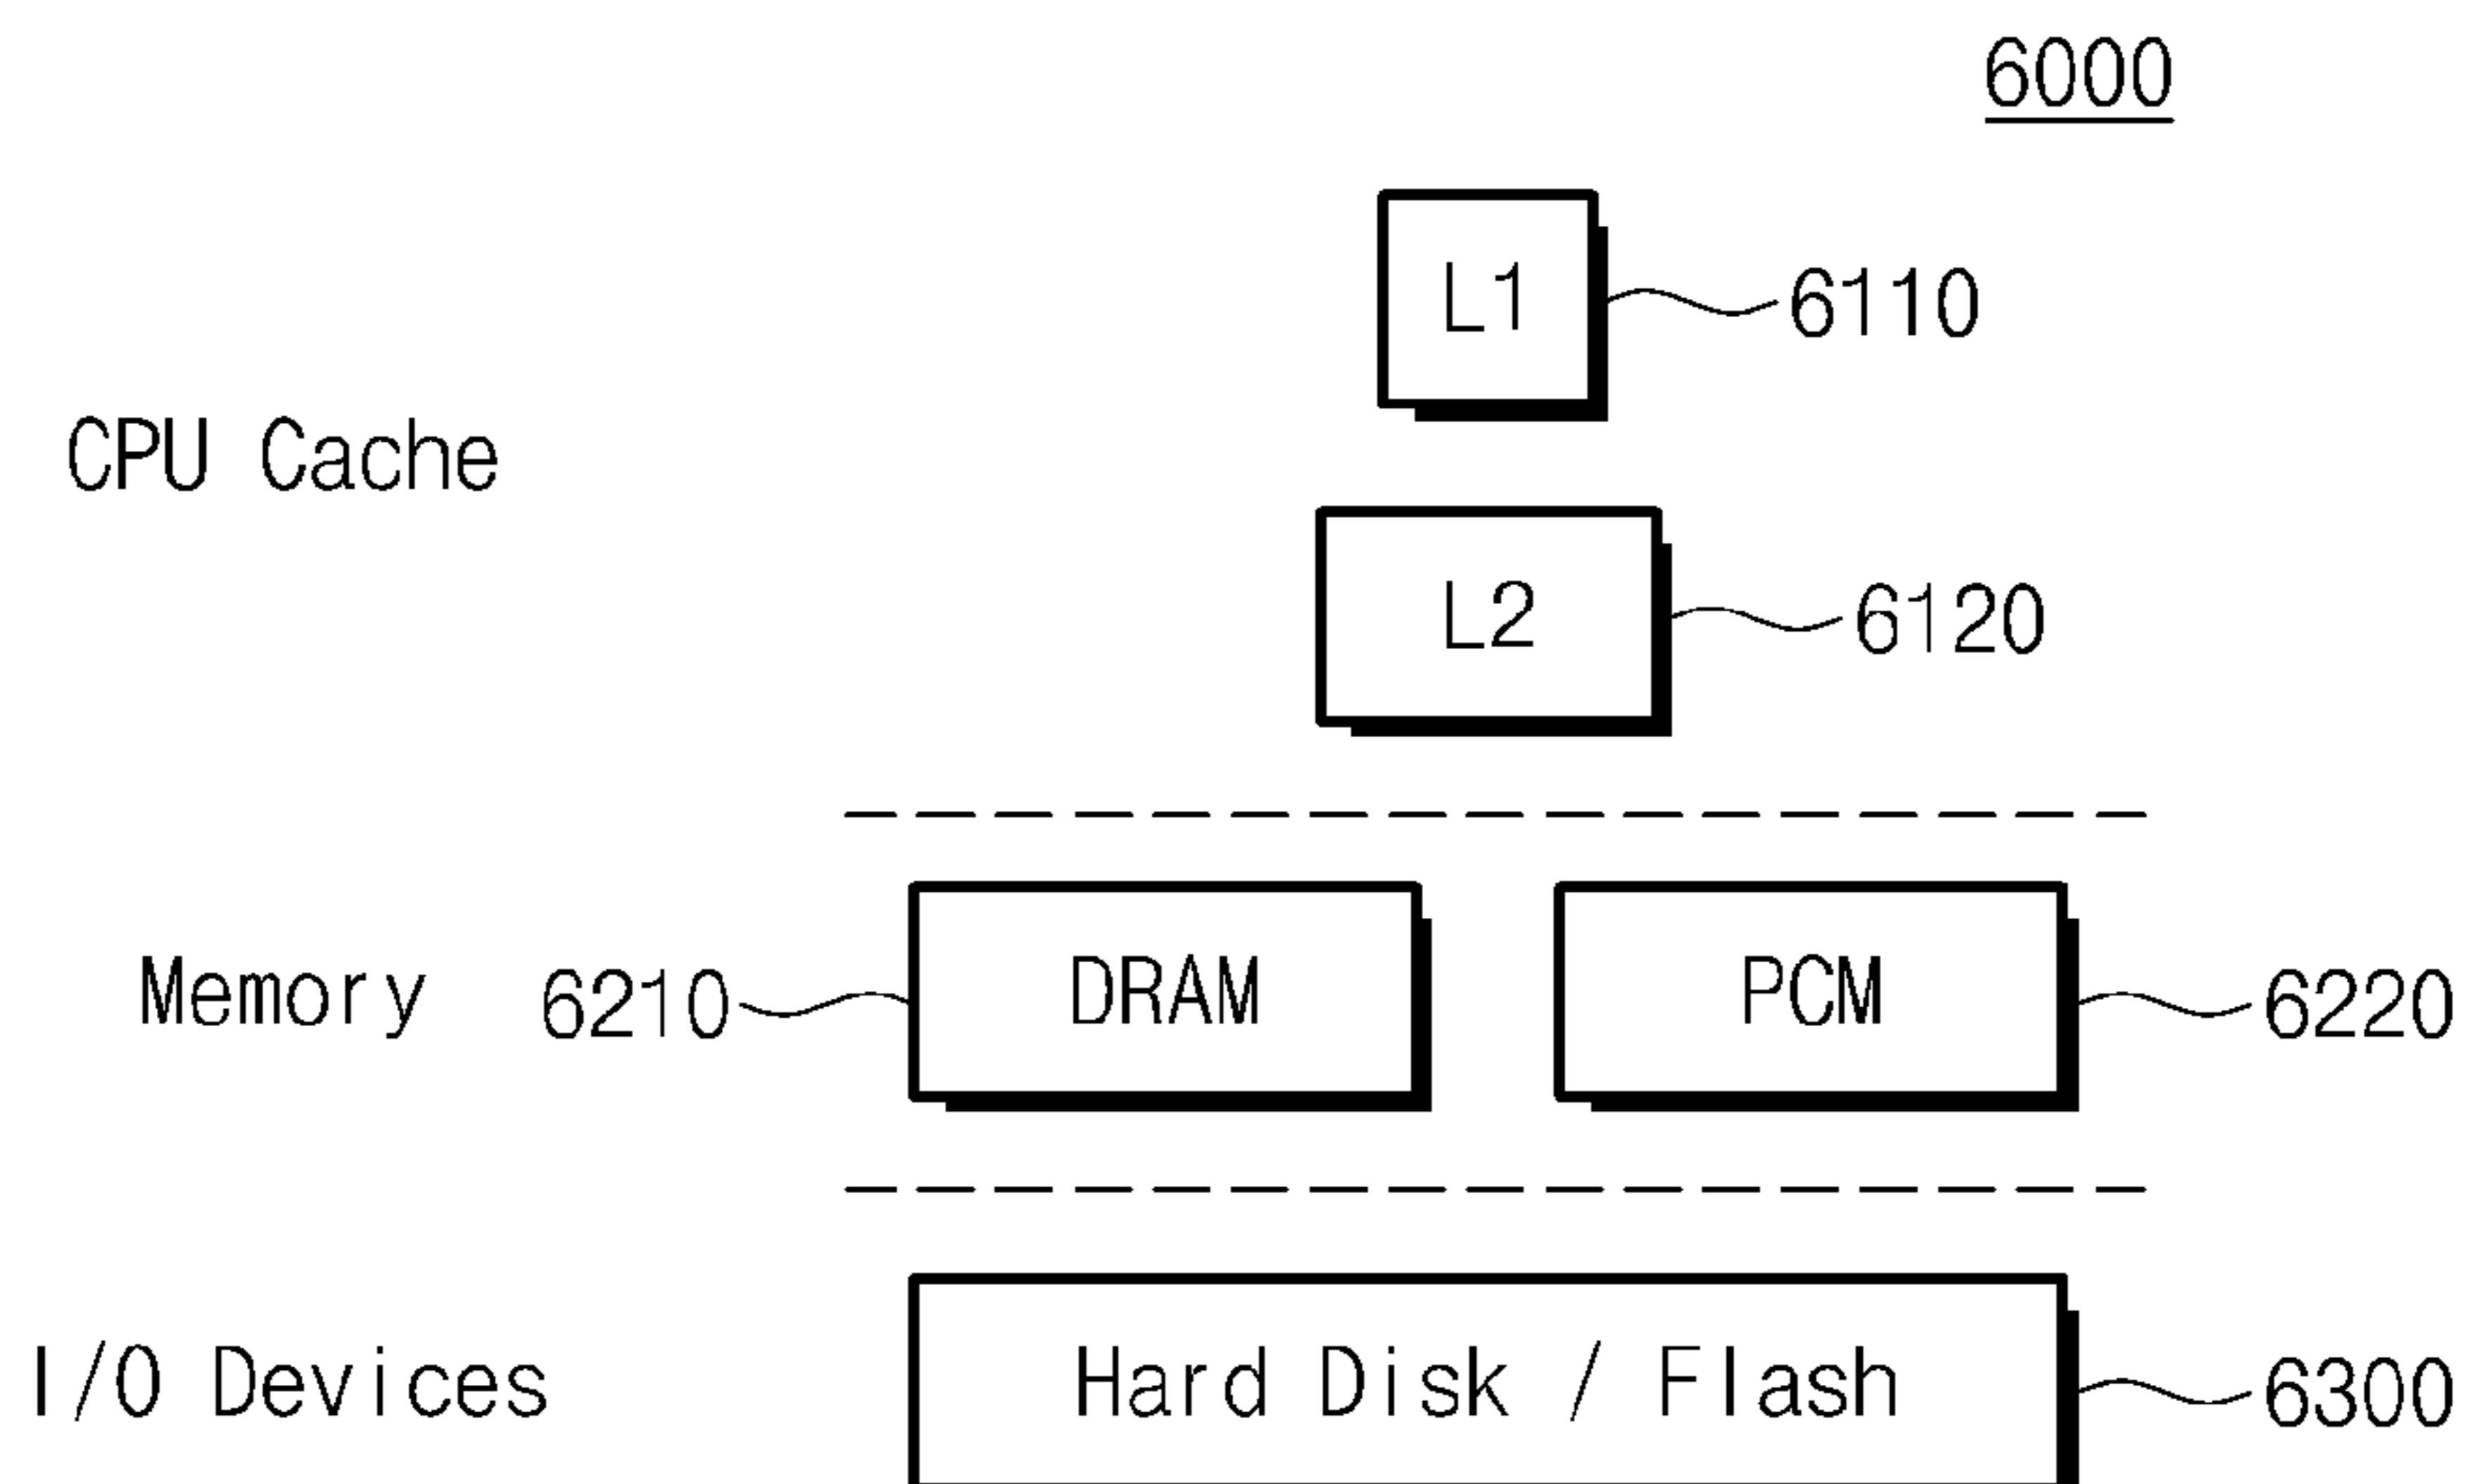 6000
L1 6110
CPU Cache
L2 6120
Memory 6210 DRAM PCM 6220
I/O Devices Hard Disk / Flash 6300